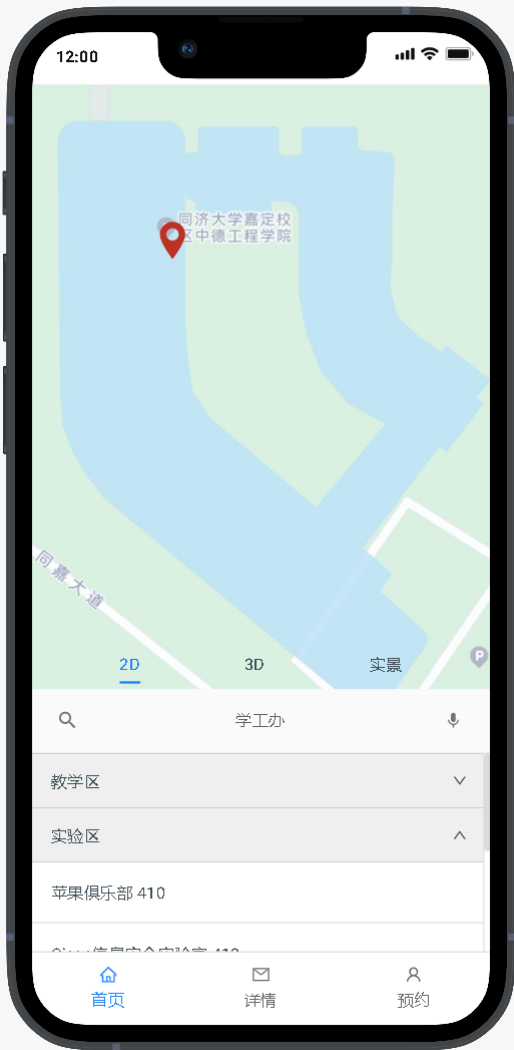 12:00
同济大学嘉定校
区中德工程学院
同嘉大道
P
2D
3D
实景
学工办
教学区
实验区
苹果俱乐部 410
首页
详情
预约